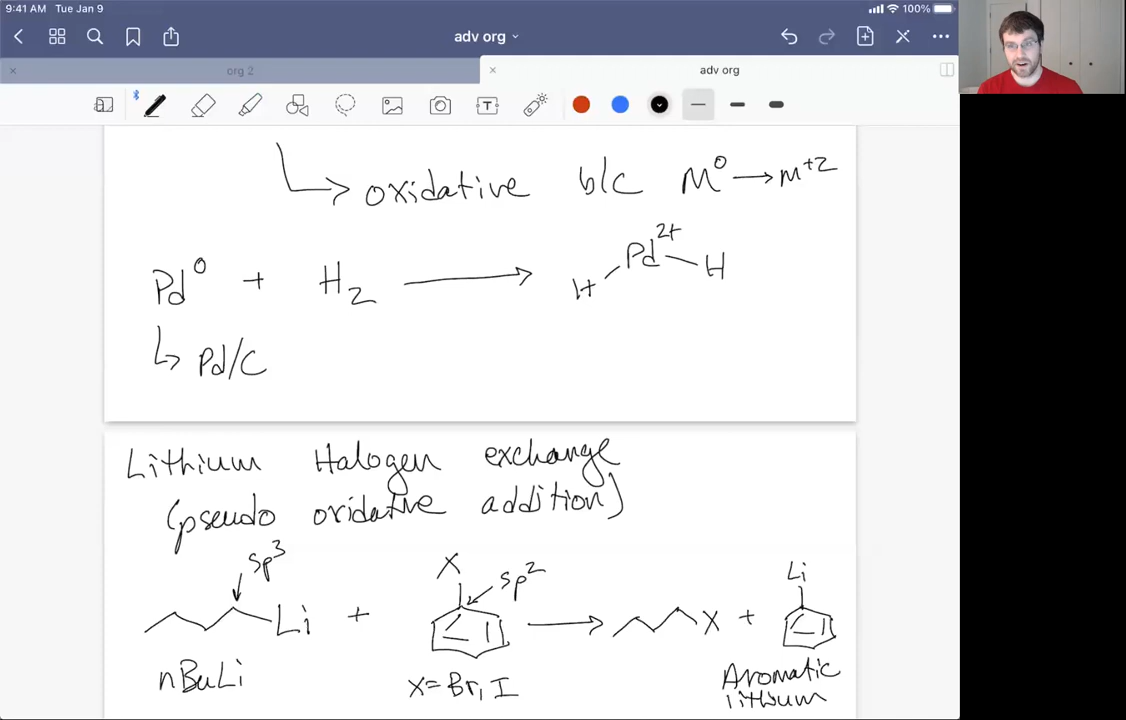 9:41 AM Tue Jan 9
100%
adv org
org 2
adv org
T
oxidative b/c M⁰ → M⁺²
Pd⁰ + H₂ → H Pd²⁺ H
↳ Pd/C
Lithium Halogen exchange
(pseudo oxidative addition)
sp³
X
sp²
Li
Li + → X +
nBuLi
X = Br, I
Aromatic
lithium